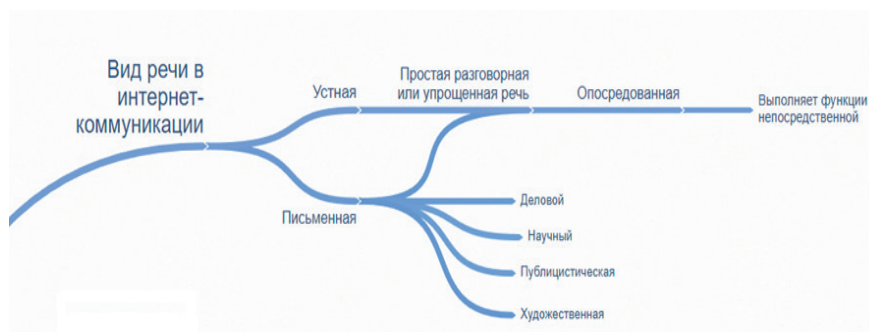 Вид речи в
интернет-
коммуникации
Устная
Простая разговорная
или упрощенная речь
Опосредованная
Выполняет функции
непосредственной
Письменная
Деловой
Научный
Публицистическая
Художественная